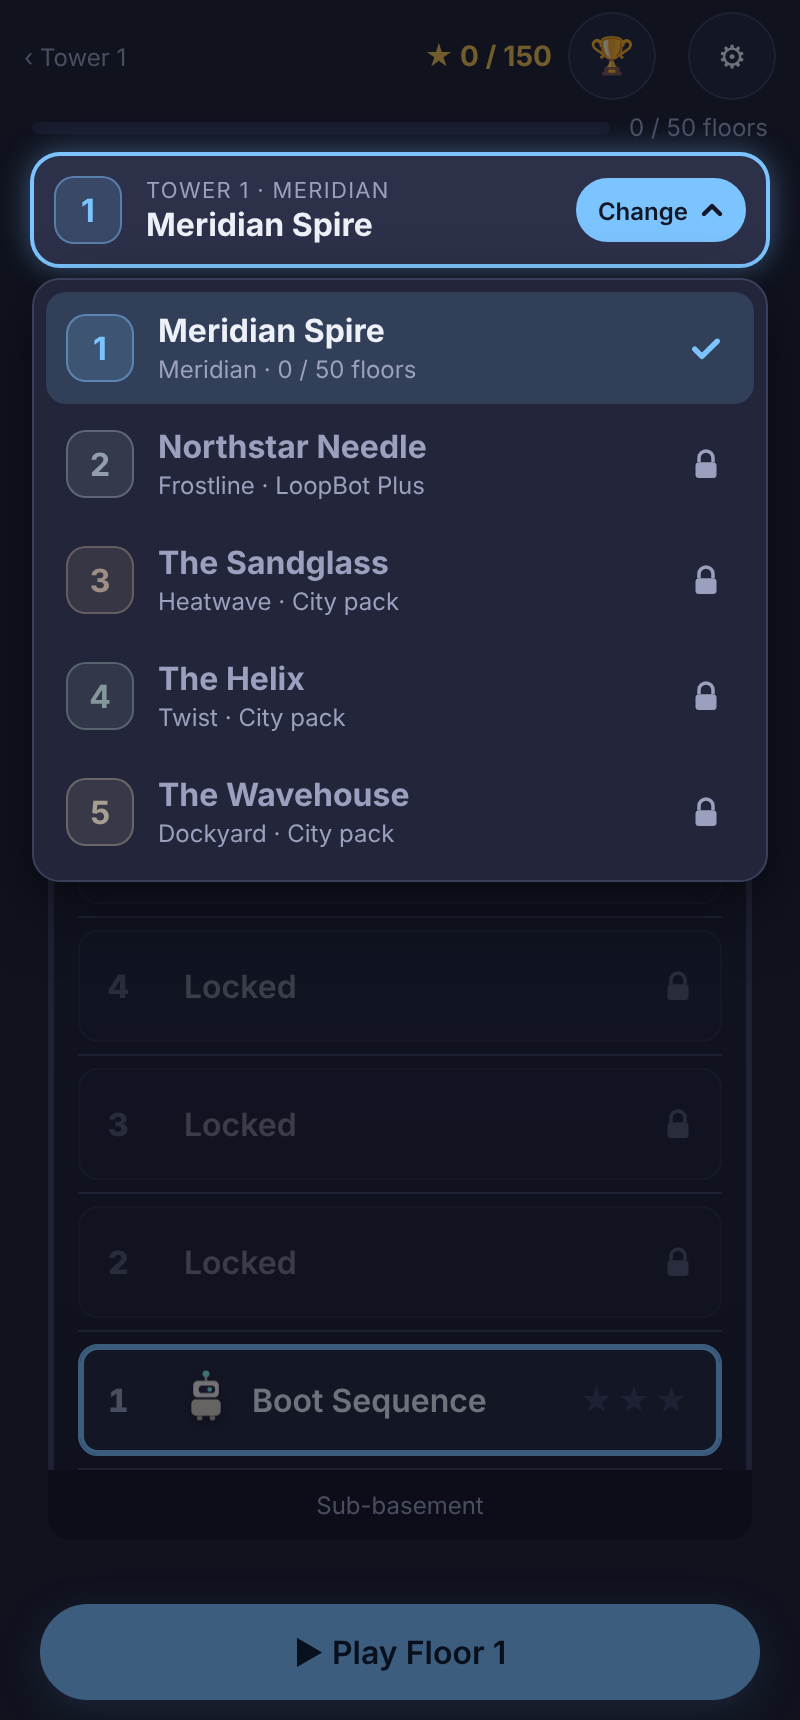 ‹ Tower 1
★ 0 / 150
0 / 50 floors
1
TOWER 1 · MERIDIAN
Meridian Spire
Change
1
Meridian Spire
Meridian · 0 / 50 floors
2
Northstar Needle
Frostline · LoopBot Plus
3
The Sandglass
Heatwave · City pack
4
The Helix
Twist · City pack
5
The Wavehouse
Dockyard · City pack
4 Locked
3 Locked
2 Locked
1 Boot Sequence ★ ★ ★
Sub-basement
▶ Play Floor 1